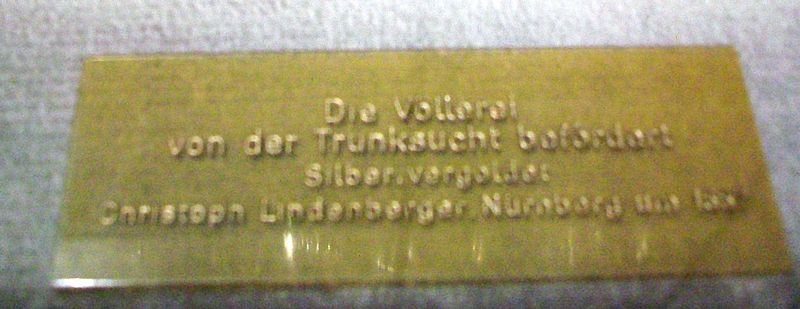 Die Völlerei
von der Trunksucht befördert
Silber, vergoldet
Christoph Lindenberger, Nürnberg um